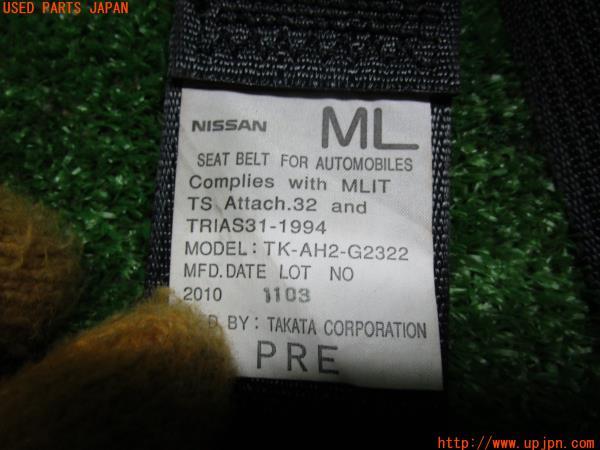 USED PARTS JAPAN
NISSAN ML
SEAT BELT FOR AUTOMOBILES
Complies with MLIT
TS Attach.32 and
TRIAS31-1994
MODEL: TK-AH2-G2322
MFD.DATE LOT NO
2010 1103
D BY: TAKATA CORPORATION
PRE
http://www.upjpn.com/